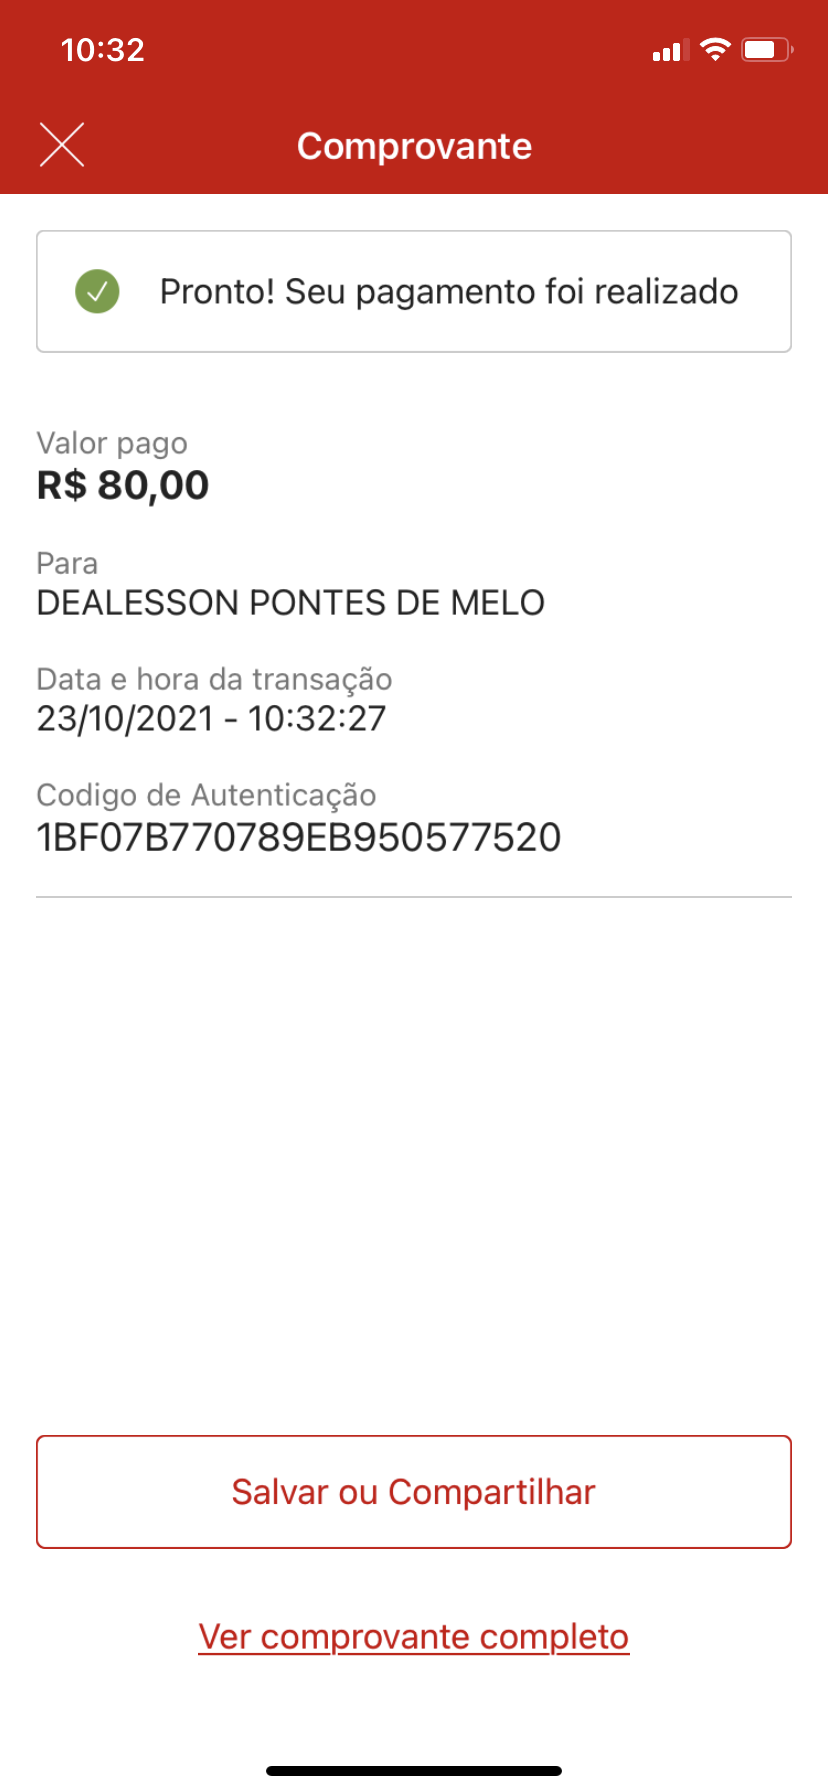 10:32
Comprovante
Pronto! Seu pagamento foi realizado
Valor pago
R$ 80,00
Para
DEALESSON PONTES DE MELO
Data e hora da transação
23/10/2021 - 10:32:27
Codigo de Autenticação
1BF07B770789EB950577520
Salvar ou Compartilhar
Ver comprovante completo